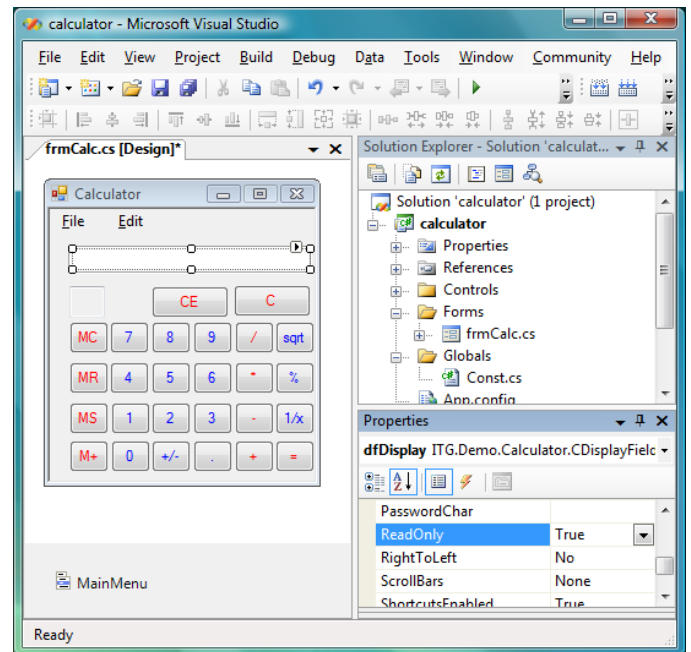 calculator - Microsoft Visual Studio
File Edit View Project Build Debug Data Tools Window Community Help
frmCalc.cs [Design]*
Calculator
File Edit
CE C
MC 7 8 9 / sqrt
MR 4 5 6 * %
MS 1 2 3 - 1/x
M+ 0 +/- . + =
MainMenu
Solution Explorer - Solution 'calculat...
Solution 'calculator' (1 project)
calculator
Properties
References
Controls
Forms
frmCalc.cs
Globals
Const.cs
App.config
Properties
dfDisplay ITG.Demo.Calculator.CDisplayField
PasswordChar
ReadOnly True
RightToLeft No
ScrollBars None
ShortcutsEnabled True
Ready